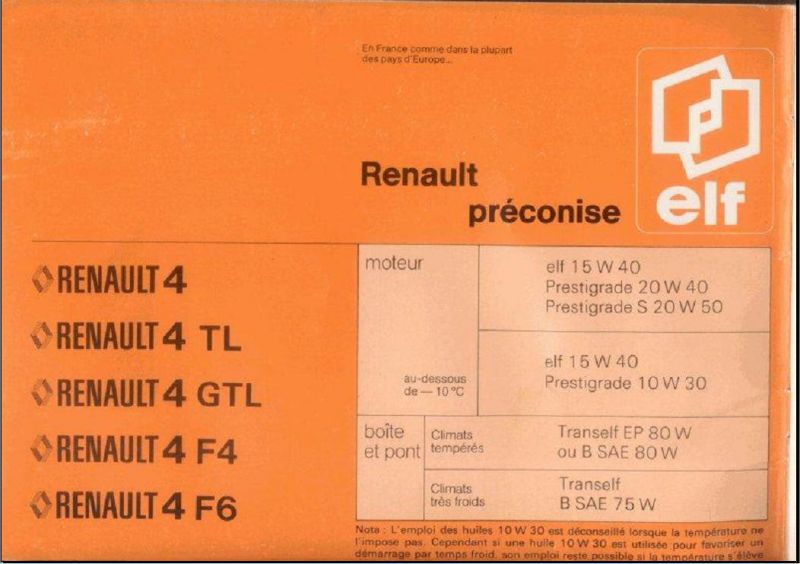 En France comme dans la plupart
des pays d'Europe...
elf
Renault
préconise
RENAULT 4
RENAULT 4 TL
RENAULT 4 GTL
RENAULT 4 F4
RENAULT 4 F6
moteur
elf 15 W 40
Prestigrade 20 W 40
Prestigrade S 20 W 50
au-dessous
de — 10 °C
elf 15 W 40
Prestigrade 10 W 30
boîte
et pont
Climats
tempérés
Tranself EP 80 W
ou B SAE 80 W
Climats
très froids
Tranself
B SAE 75 W
Nota : L'emploi des huiles 10 W 30 est déconseillé lorsque la température ne
l'impose pas. Cependant si une huile 10 W 30 est utilisée pour favoriser un
démarrage par temps froid, son emploi reste possible si la température s'élève